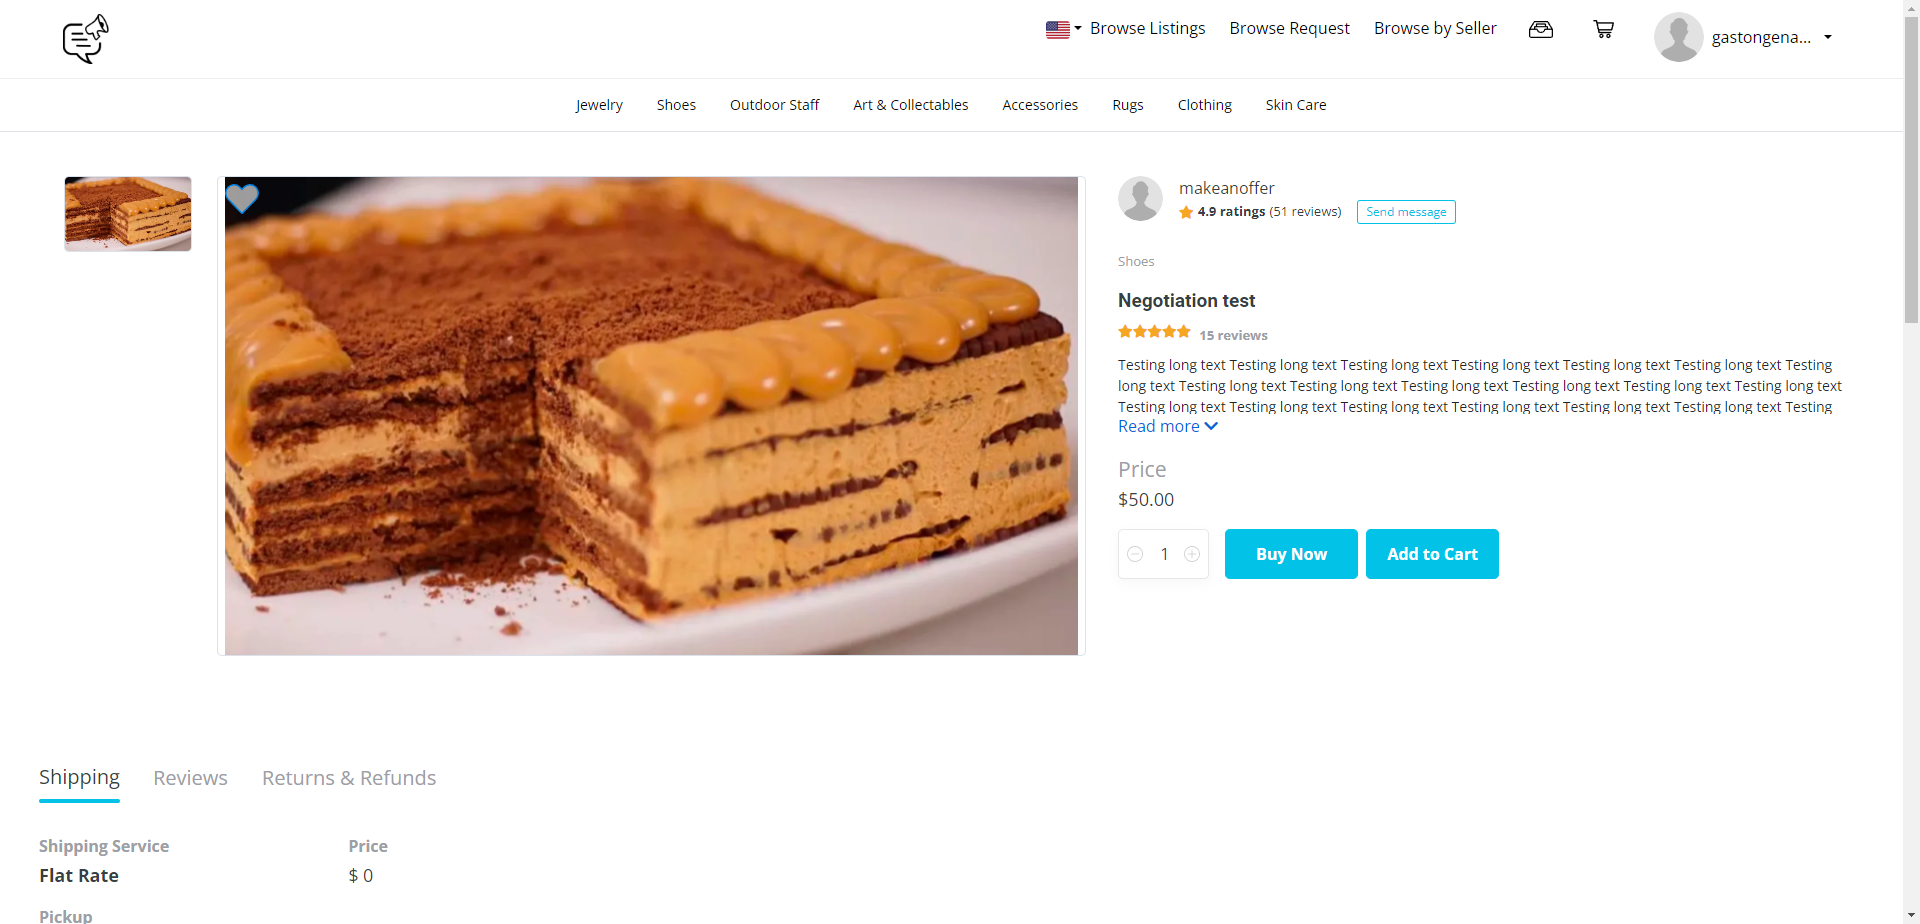 Browse Listings Browse Request Browse by Seller gastongena...
Jewelry Shoes Outdoor Staff Art & Collectables Accessories Rugs Clothing Skin Care
makeanoffer
4.9 ratings (51 reviews) Send message
Shoes
Negotiation test
15 reviews
Testing long text Testing long text Testing long text Testing long text Testing long text Testing long text Testing
long text Testing long text Testing long text Testing long text Testing long text Testing long text Testing long text
Testing long text Testing long text Testing long text Testing long text Testing long text Testing long text Testing
Read more
Price
$50.00
1 Buy Now Add to Cart
Shipping Reviews Returns & Refunds
Shipping Service Price
Flat Rate $ 0
Pickup